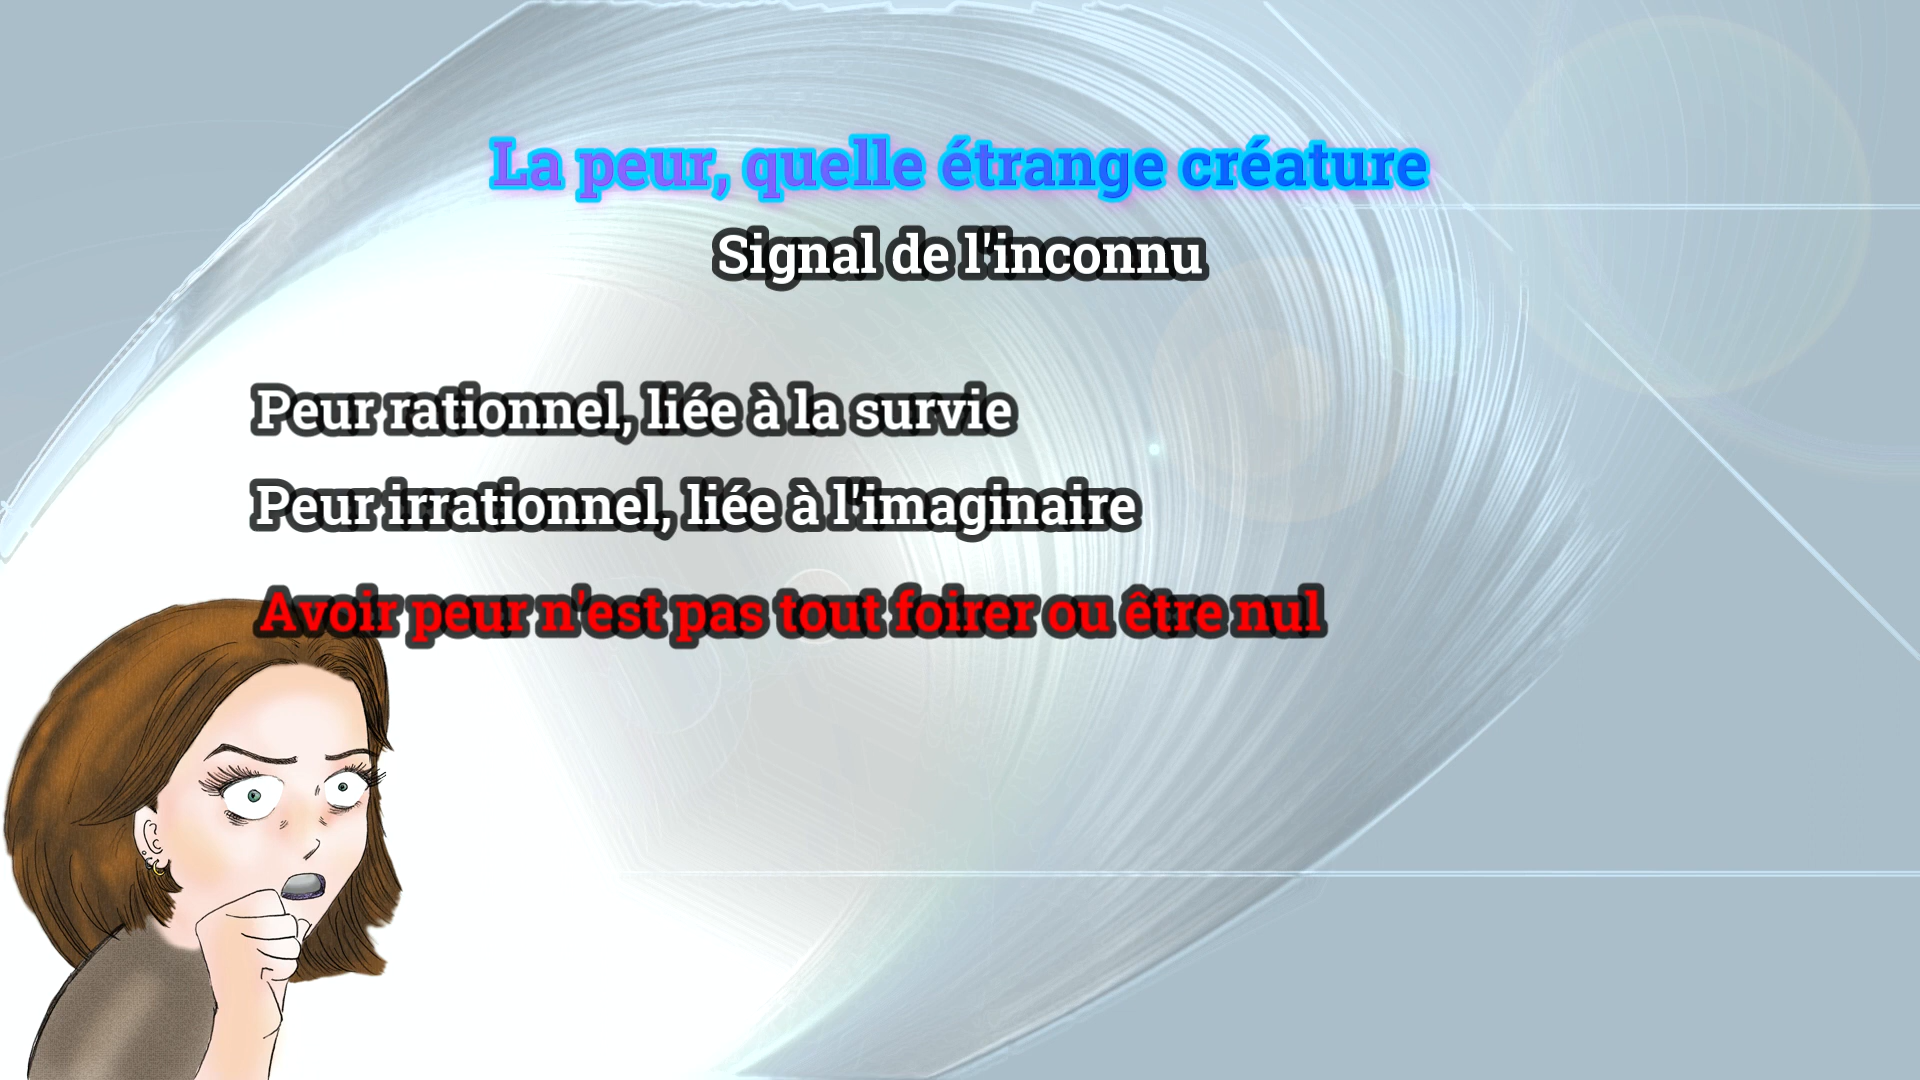 La peur, quelle étrange créature
Signal de l'inconnu
Peur rationnel, liée à la survie
Peur irrationnel, liée à l'imaginaire
Avoir peur n'est pas tout foirer ou être nul